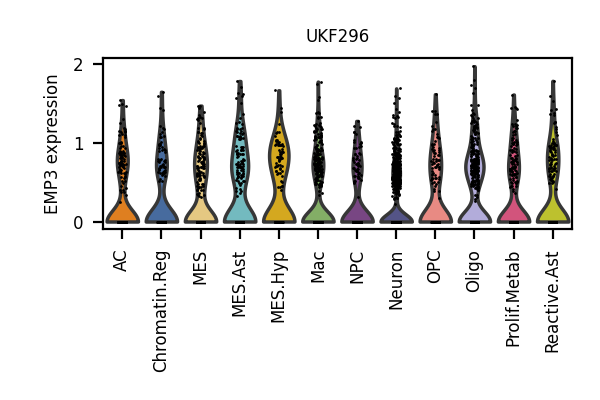 UKF296
EMP3 expression
2
1
0
AC
Chromatin.Reg
MES
MES.Ast
MES.Hyp
Mac
NPC
Neuron
OPC
Oligo
Prolif.Metab
Reactive.Ast